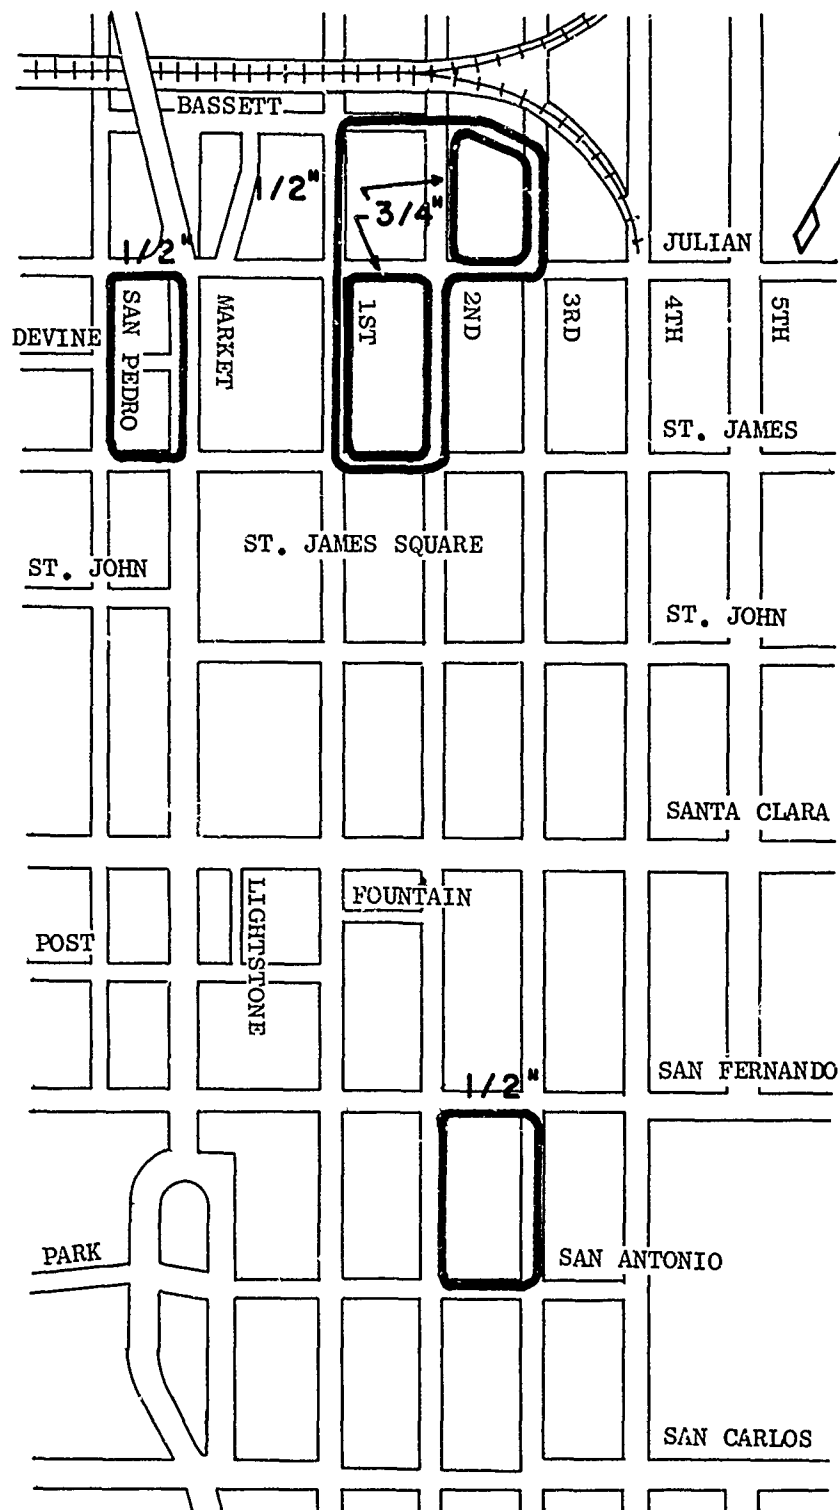 BASSETT
1/2"
3/4"
1/2"
JULIAN
SAN PEDRO
MARKET
1ST
2ND
3RD
4TH
5TH
DEVINE
ST. JAMES
ST. JAMES SQUARE
ST. JOHN
ST. JOHN
SANTA CLARA
LIGHTSTONE
FOUNTAIN
POST
SAN FERNANDO
1/2"
PARK
SAN ANTONIO
SAN CARLOS